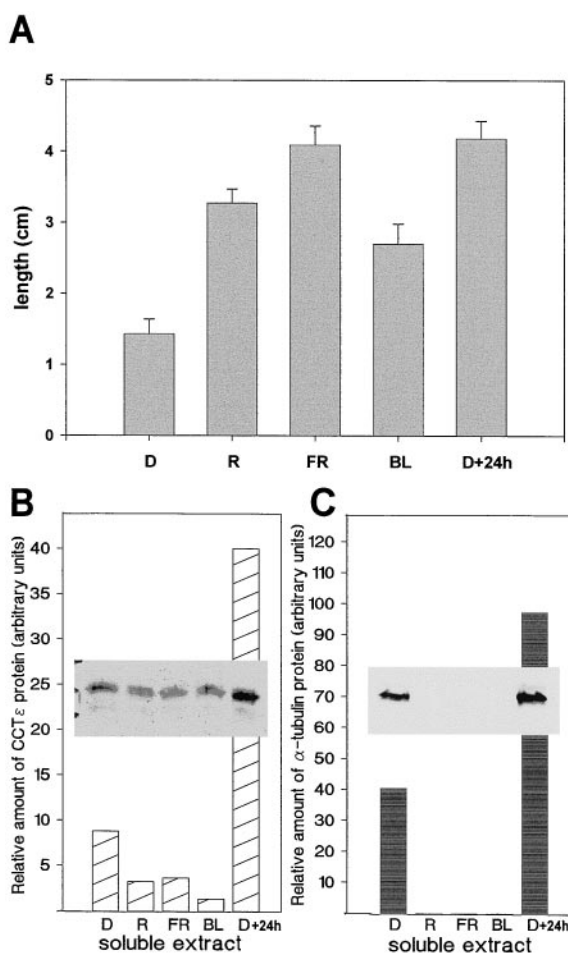 A
length (cm)
5
4
3
2
1
0
D R FR BL D+24h
B
Relative amount of CCT ε protein (arbitrary units)
40
35
30
25
20
15
10
5
D R FR BL D+24h
soluble extract
C
Relative amount of α-tubulin protein (arbitrary units)
120
110
100
90
80
70
60
50
40
30
20
10
D R FR BL D+24h
soluble extract